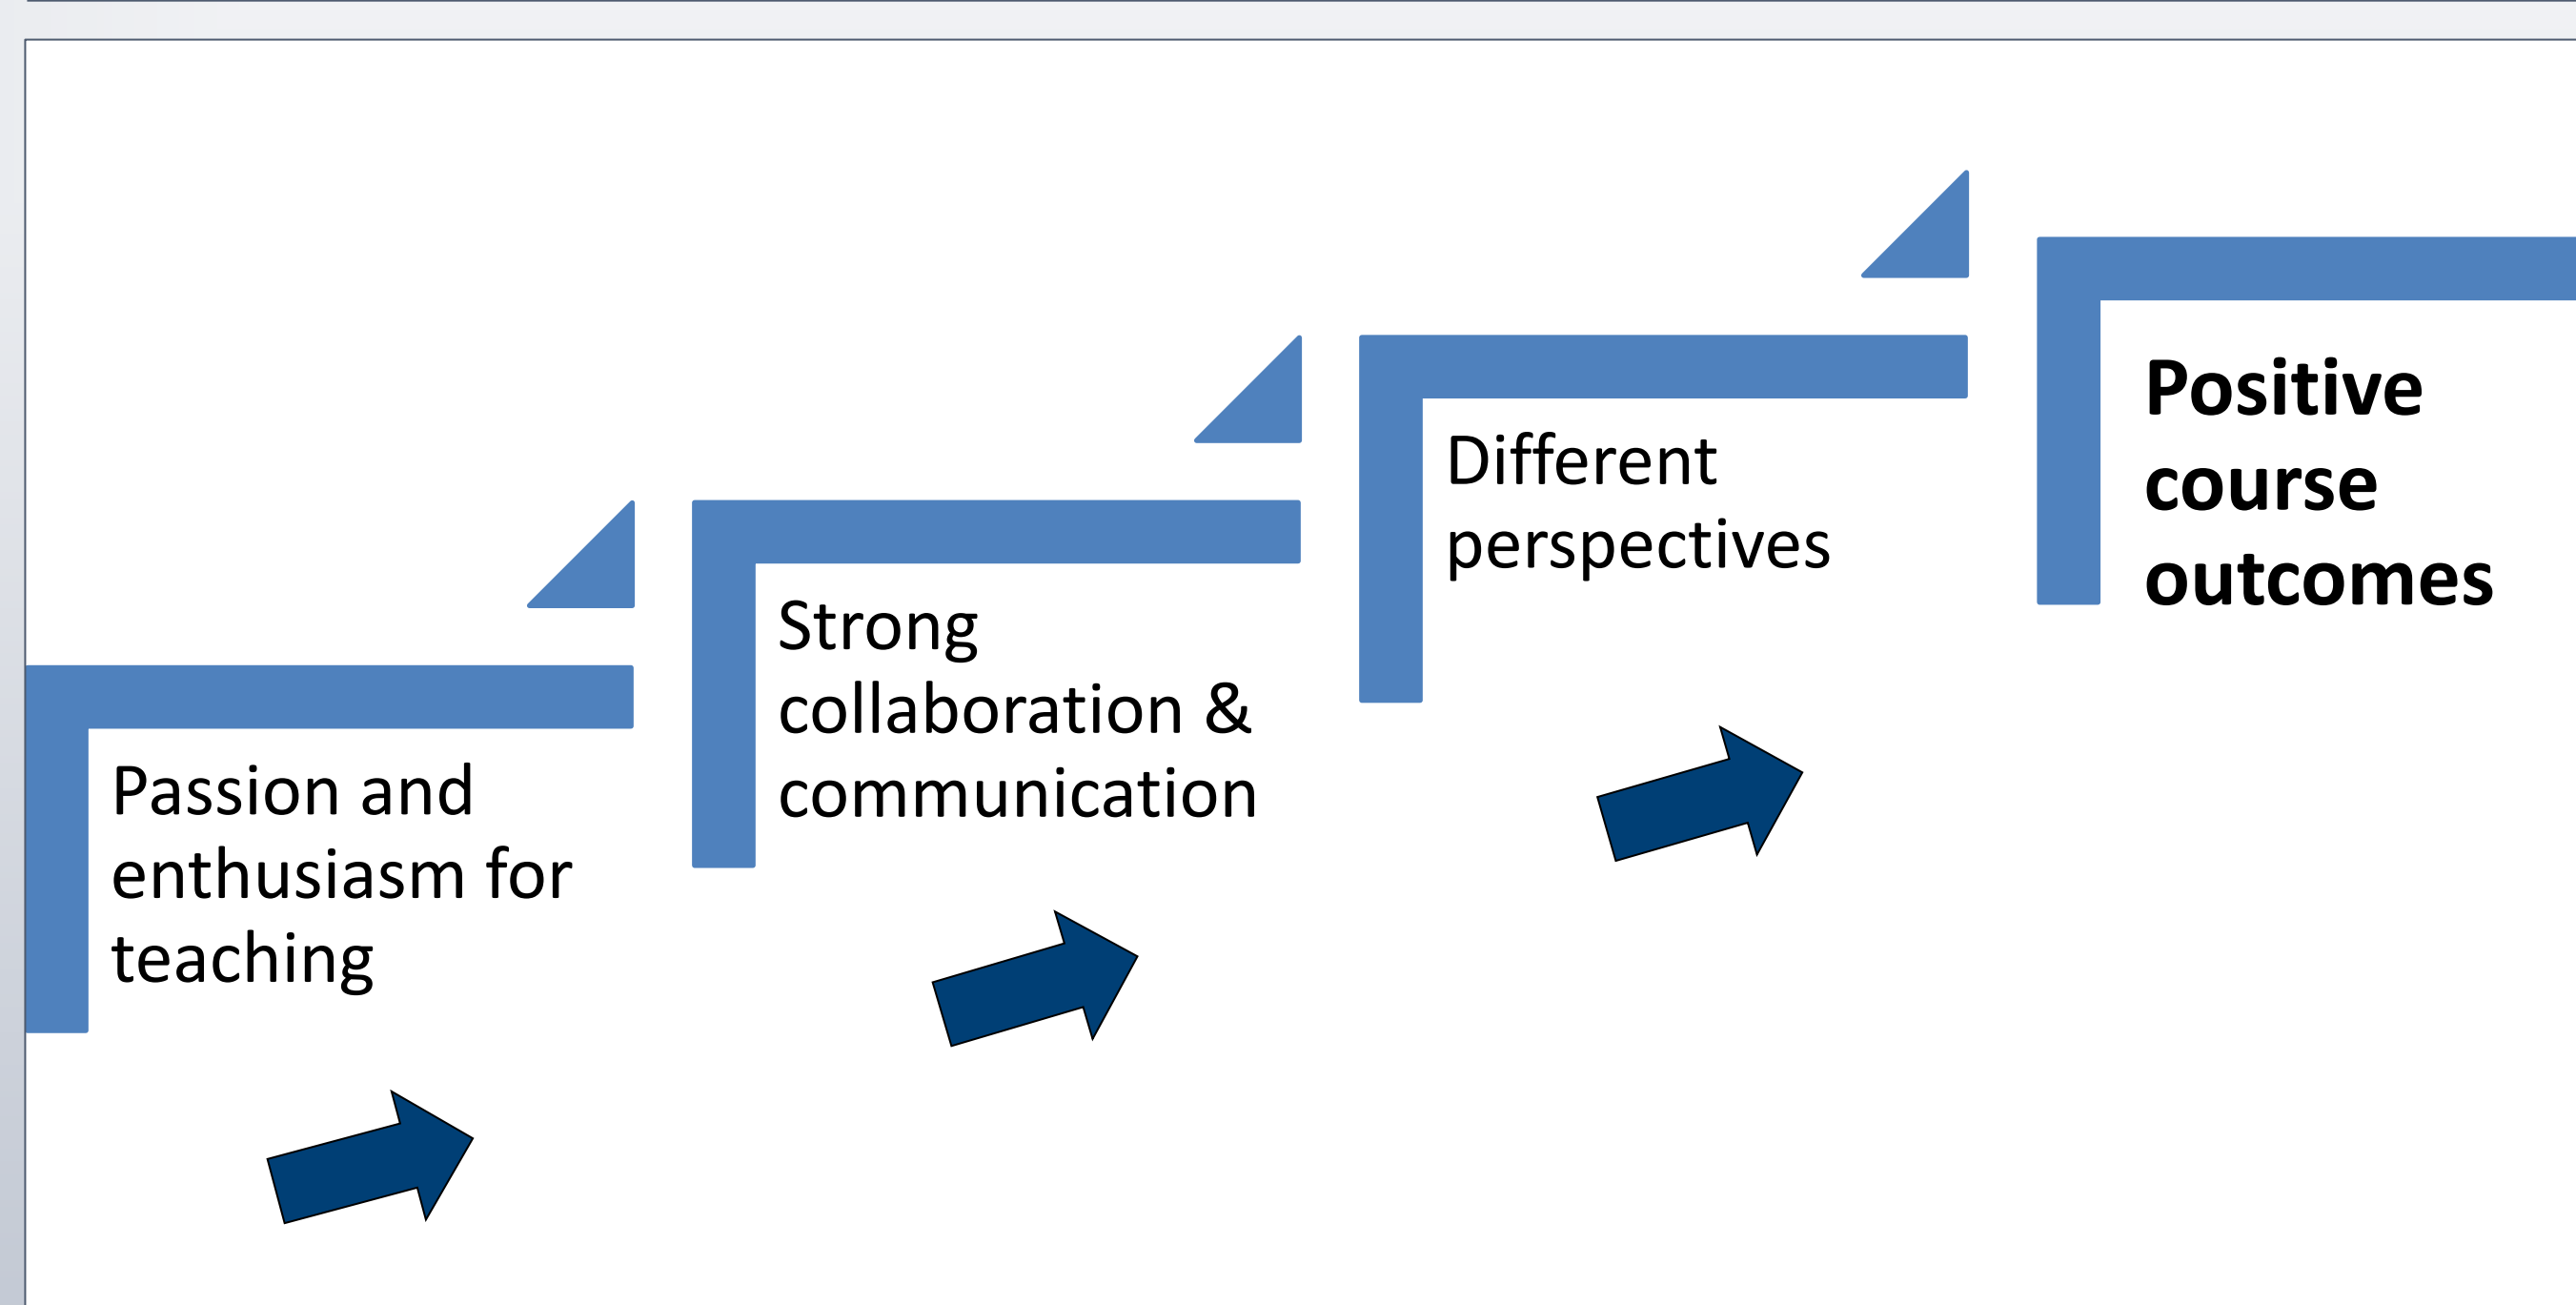 Passion and
enthusiasm for
teaching
Strong
collaboration &
communication
Different
perspectives
Positive
course
outcomes